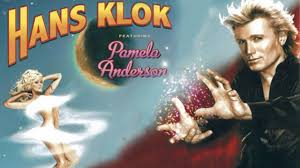 HANS KLOK
FEATURING
Pamela
Anderson